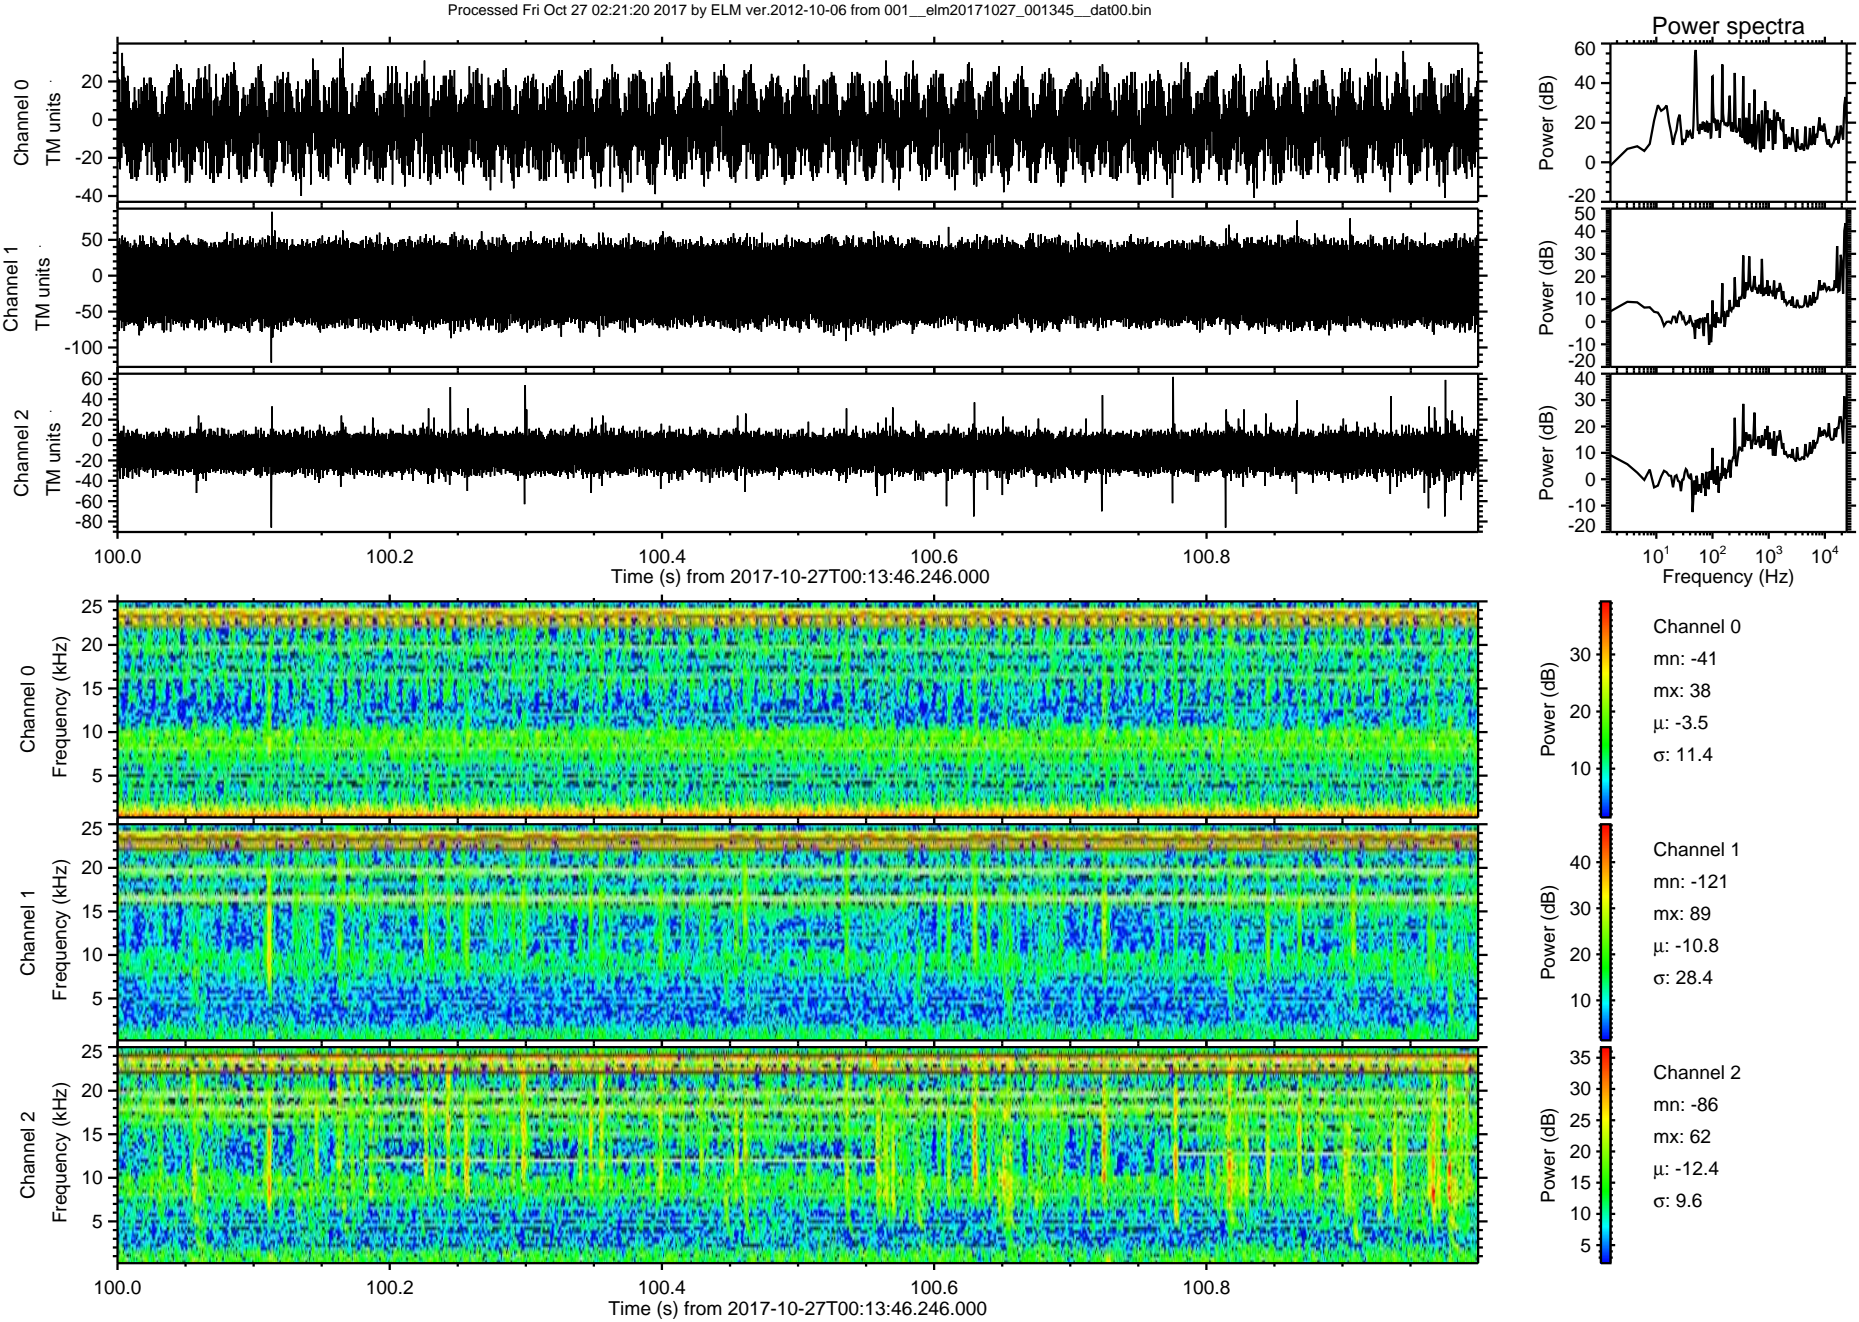 Processed Fri Oct 27 02:21:20 2017 by ELM ver.2012-10-06 from 001__elm20171027_001345__dat00.bin
Power spectra
Channel 0
TM units
20
0
-20
-40
Power (dB)
60
40
20
0
-20
Channel 1
TM units
50
0
-50
-100
Power (dB)
50
40
30
20
10
0
-10
-20
Channel 2
TM units
60
40
20
0
-20
-40
-60
-80
Power (dB)
40
30
20
10
0
-10
-20
100.0 100.2 100.4 100.6 100.8
Time (s) from 2017-10-27T00:13:46.246.000
10¹ 10² 10³ 10⁴
Frequency (Hz)
Channel 0
Frequency (kHz)
25
20
15
10
5
Power (dB)
30
20
10
Channel 0
mn: -41
mx: 38
μ: -3.5
σ: 11.4
Channel 1
Frequency (kHz)
25
20
15
10
5
Power (dB)
40
30
20
10
Channel 1
mn: -121
mx: 89
μ: -10.8
σ: 28.4
Channel 2
Frequency (kHz)
25
20
15
10
5
Power (dB)
35
30
25
20
15
10
5
Channel 2
mn: -86
mx: 62
μ: -12.4
σ: 9.6
100.0 100.2 100.4 100.6 100.8
Time (s) from 2017-10-27T00:13:46.246.000